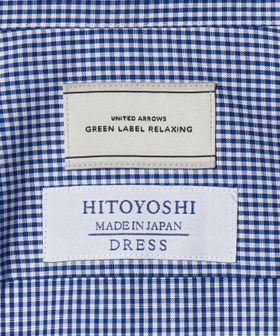 UNITED ARROWS
GREEN LABEL RELAXING
HITOYOSHI
MADE IN JAPAN
DRESS